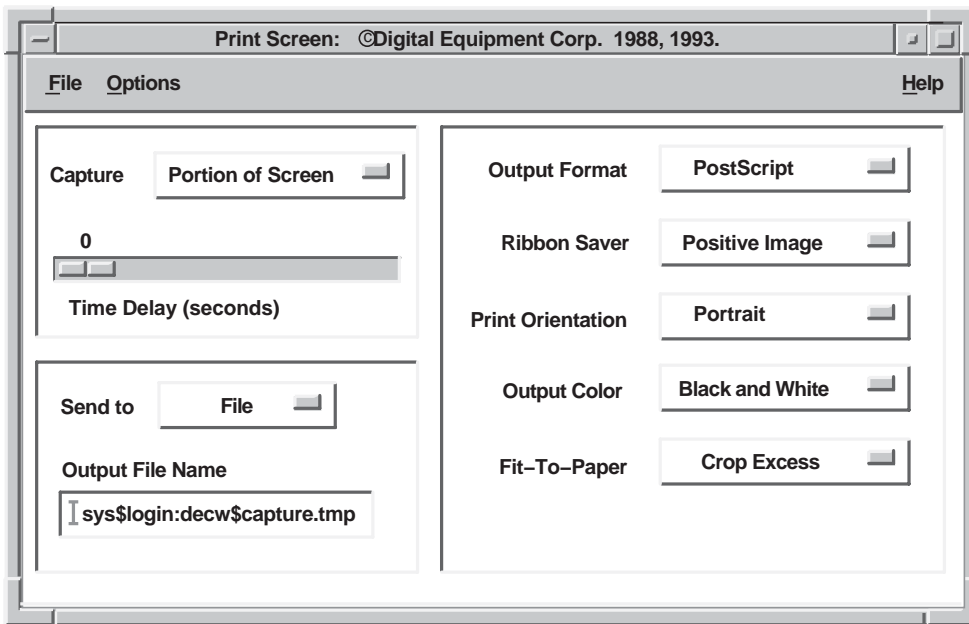 Print Screen: ©Digital Equipment Corp. 1988, 1993.
File Options Help
Capture Portion of Screen
0
Time Delay (seconds)
Send to File
Output File Name
sys$login:decw$capture.tmp
Output Format PostScript
Ribbon Saver Positive Image
Print Orientation Portrait
Output Color Black and White
Fit−To−Paper Crop Excess